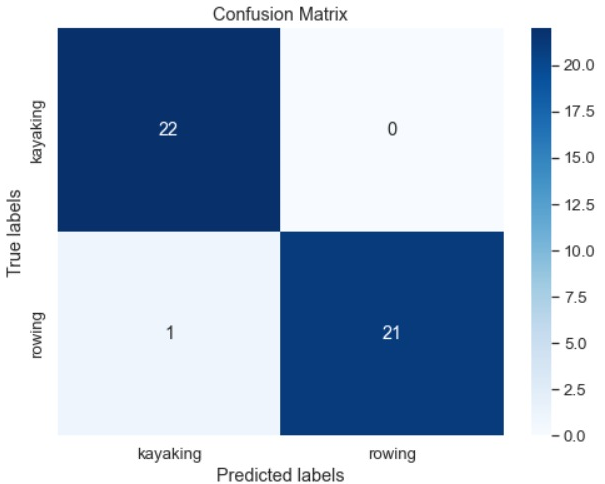 Confusion Matrix
True labels
kayaking
22
0
rowing
1
21
kayaking
rowing
Predicted labels
20.0
17.5
15.0
12.5
10.0
7.5
5.0
2.5
0.0